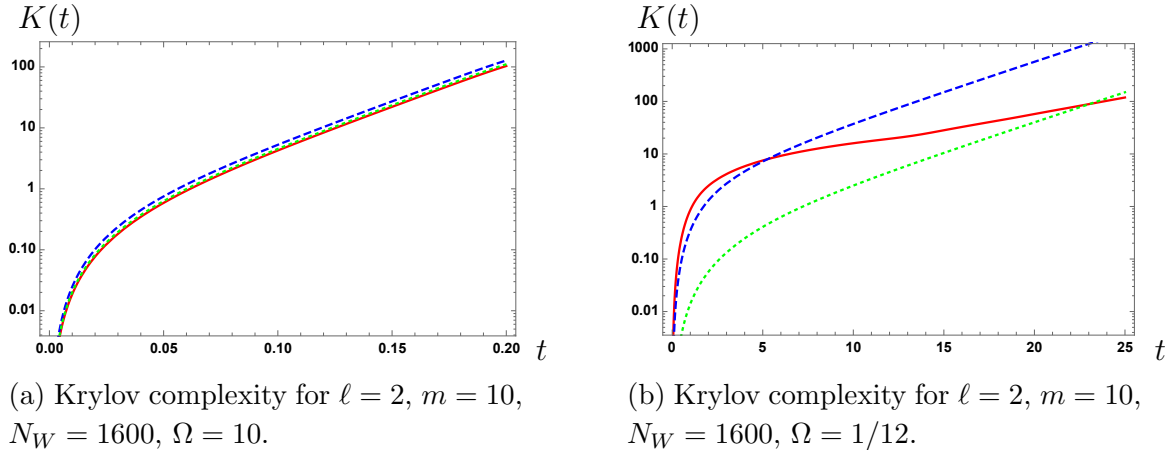 K(t)
100
10
1
0.10
0.01
0.00 0.05 0.10 0.15 0.20 t
(a) Krylov complexity for ℓ = 2, m = 10,
N_W = 1600, Ω = 10.
K(t)
1000
100
10
1
0.10
0.01
0 5 10 15 20 25 t
(b) Krylov complexity for ℓ = 2, m = 10,
N_W = 1600, Ω = 1/12.